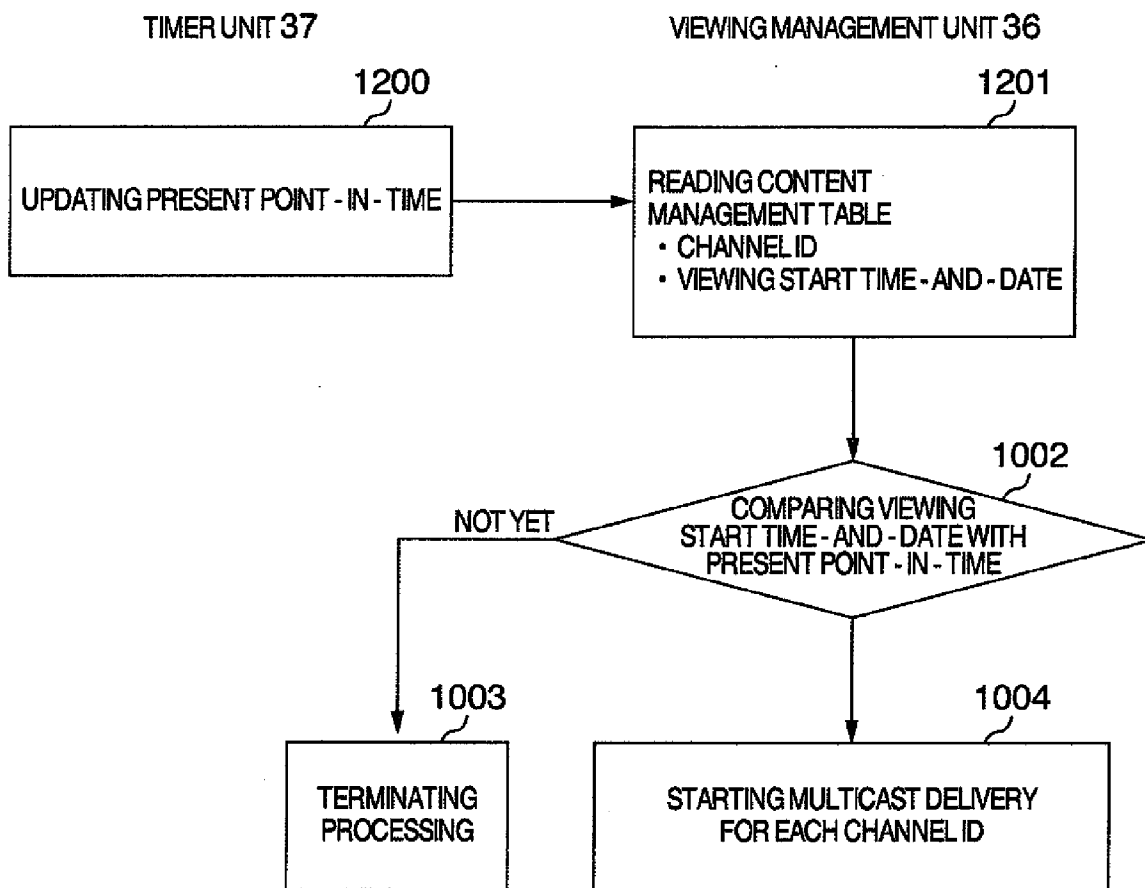 TIMER UNIT 37
VIEWING MANAGEMENT UNIT 36
1200
1201
UPDATING PRESENT POINT - IN - TIME
READING CONTENT
MANAGEMENT TABLE
• CHANNEL ID
• VIEWING START TIME - AND - DATE
1002
COMPARING VIEWING
START TIME - AND - DATE WITH
PRESENT POINT - IN - TIME
NOT YET
1003
1004
TERMINATING
PROCESSING
STARTING MULTICAST DELIVERY
FOR EACH CHANNEL ID